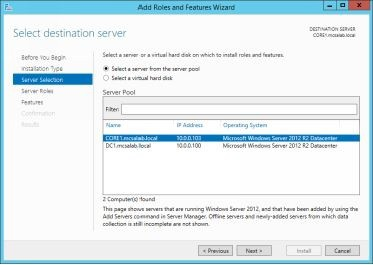 Add Roles and Features Wizard
Select destination server
DESTINATION SERVER
CORE1.mcsalab.local
Before You Begin
Installation Type
Server Selection
Server Roles
Features
Confirmation
Results
Select a server or a virtual hard disk on which to install roles and features.
Select a server from the server pool
Select a virtual hard disk
Server Pool
Filter:
Name IP Address Operating System
CORE1.mcsalab.local 10.0.0.103 Microsoft Windows Server 2012 R2 Datacenter
DC1.mcsalab.local 10.0.0.100 Microsoft Windows Server 2012 R2 Datacenter
2 Computer(s) found
This page shows servers that are running Windows Server 2012, and that have been added by using the
Add Servers command in Server Manager. Offline servers and newly-added servers from which data
collection is still incomplete are not shown.
< Previous Next > Install Cancel